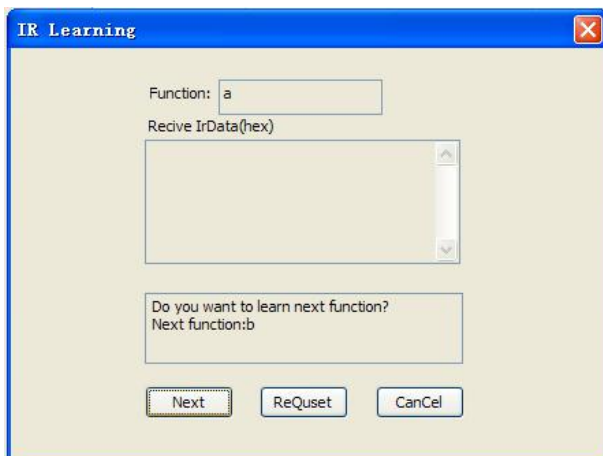 IR Learning
Function: a
Recive IrData(hex)
Do you want to learn next function?
Next function:b
Next ReQuset CanCel